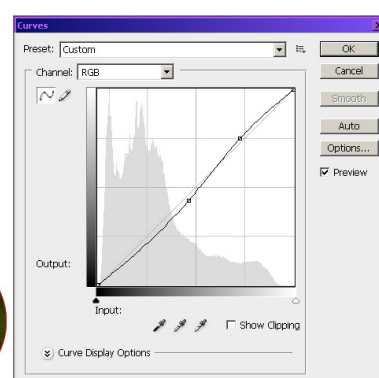 Curves
Preset: Custom
OK
Channel: RGB
Cancel
Smooth
Auto
Options...
Preview
Output:
Input:
Show Clipping
Curve Display Options